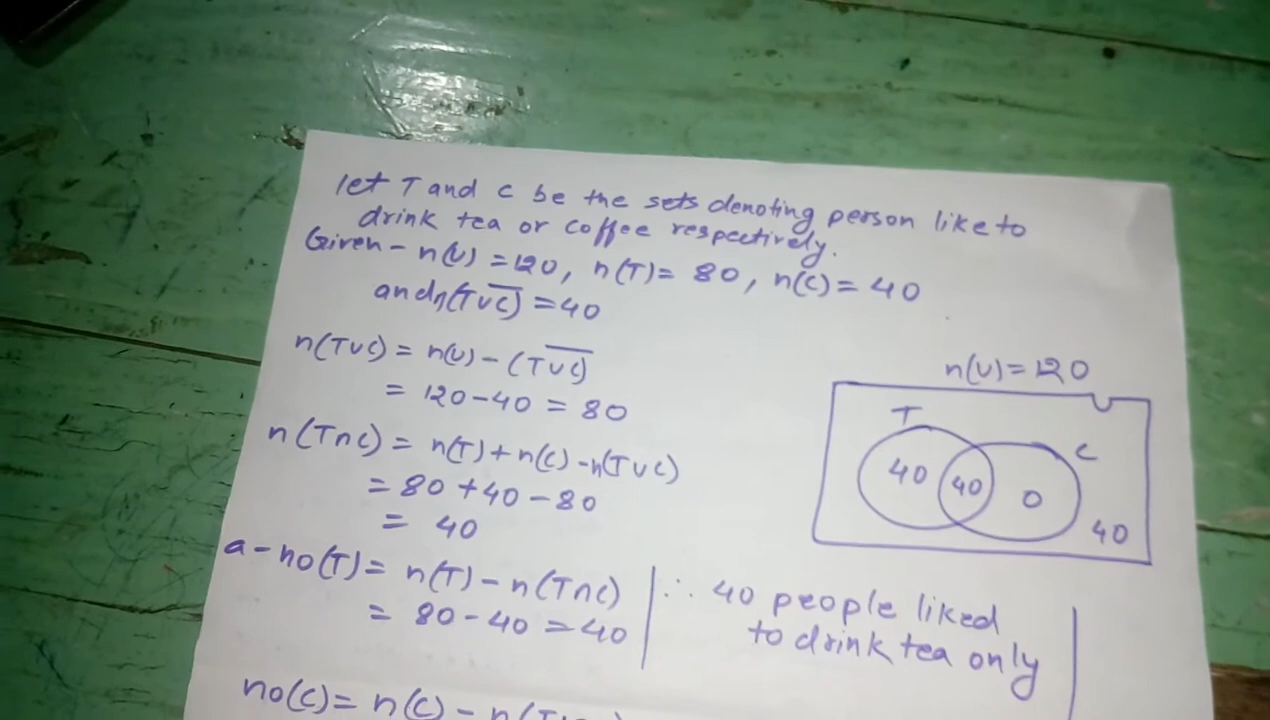 let T and C be the sets denoting person like to
drink tea or coffee respectively.
Given - n(U) = 120, n(T) = 80, n(C) = 40
and n(T∪C)‾ = 40
n(T∪C) = n(U) - (T∪C)‾
= 120 - 40 = 80
n(T∩C) = n(T) + n(C) - n(T∪C)
= 80 + 40 - 80
= 40
a - no(T) = n(T) - n(T∩C)
= 80 - 40 = 40
∴ 40 people liked
to drink tea only
no(C) = n(C) -
n(U) = 120
T
C
40
40
0
40